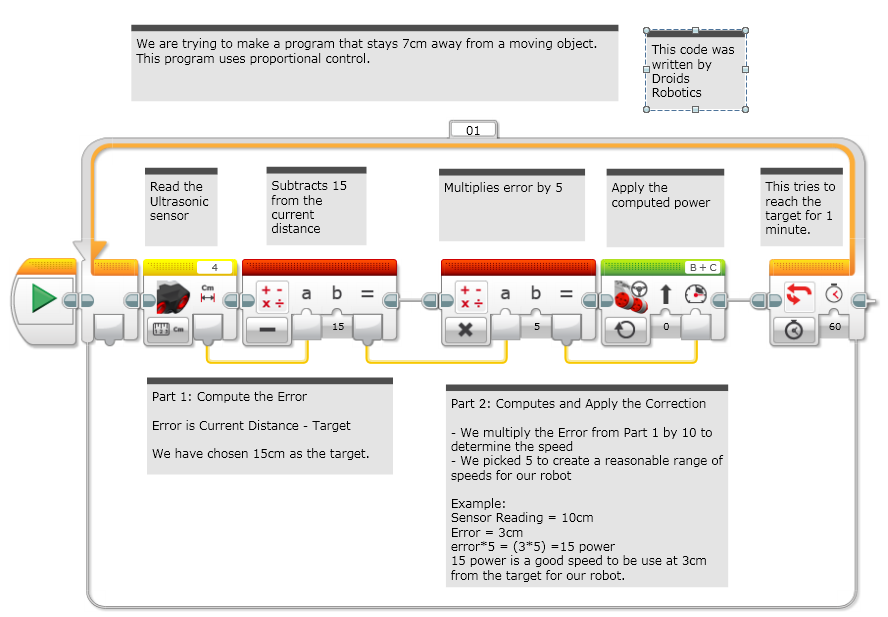 We are trying to make a program that stays 7cm away from a moving object.
This program uses proportional control.
This code was
written by
Droids
Robotics
01
Read the
Ultrasonic
sensor
Subtracts 15
from the
current
distance
Multiplies error by 5
Apply the
computed power
This tries to
reach the
target for 1
minute.
4
B + C
Cm
a b =
a b =
1 2 3 Cm
15
5
0
60
Part 1: Compute the Error
Error is Current Distance - Target
We have chosen 15cm as the target.
Part 2: Computes and Apply the Correction
- We multiply the Error from Part 1 by 10 to
determine the speed
- We picked 5 to create a reasonable range of
speeds for our robot
Example:
Sensor Reading = 10cm
Error = 3cm
error*5 = (3*5) =15 power
15 power is a good speed to be use at 3cm
from the target for our robot.